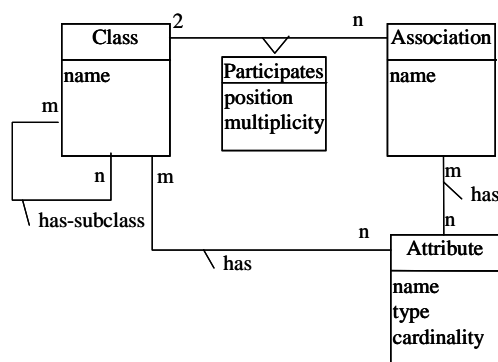 Class
2
n
Association
name
Participates
name
position
multiplicity
m
n
m
m
has
n
has-subclass
has
n
Attribute
name
type
cardinality